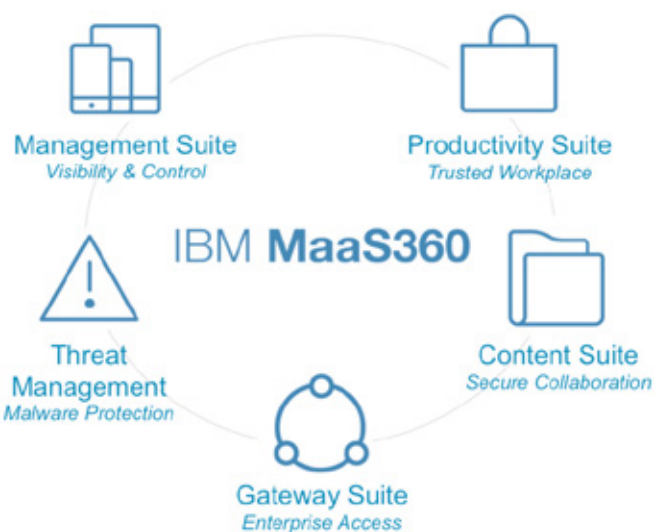 Management Suite
Visibility & Control
Productivity Suite
Trusted Workplace
IBM MaaS360
Threat
Management
Malware Protection
Content Suite
Secure Collaboration
Gateway Suite
Enterprise Access